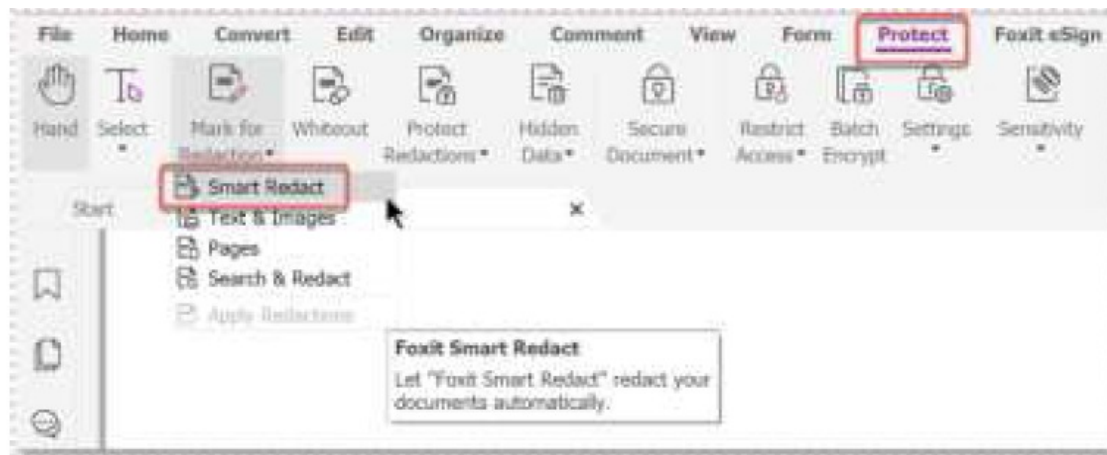 File Home Convert Edit Organize Comment View Form Protect Foxit eSign
Hand Select Mark for Whiteout Protect Hidden Secure Restrict Batch Settings Sensitivity
Redaction Redactions Data Document Access Encrypt
Smart Redact
Start
Text & Images
Pages
Search & Redact
Apply Redactions
Foxit Smart Redact
Let "Foxit Smart Redact" redact your
documents automatically.